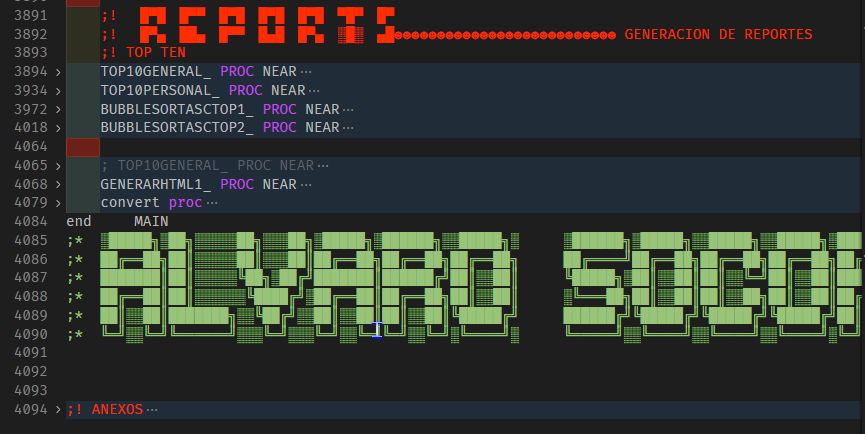 3891 ;! REPORTS
3892 ;! ☻☻☻☻☻☻☻☻☻☻☻☻☻☻☻☻☻☻☻☻☻☻☻☻☻☻ GENERACION DE REPORTES
3893 ;! TOP TEN
3894 > TOP10GENERAL_ PROC NEAR ···
3934 > TOP10PERSONAL_ PROC NEAR ···
3972 > BUBBLESORTASCTOP1_ PROC NEAR ···
4018 > BUBBLESORTASCTOP2_ PROC NEAR ···
4064
4065 > ; TOP10GENERAL_ PROC NEAR ···
4068 > GENERARHTML1_ PROC NEAR ···
4079 > convert proc ···
4084 end MAIN
4085 ;*
4086 ;*
4087 ;* ALVARO SOCO
4088 ;*
4089 ;*
4090 ;*
4091
4092
4093
4094 > ;! ANEXOS ···